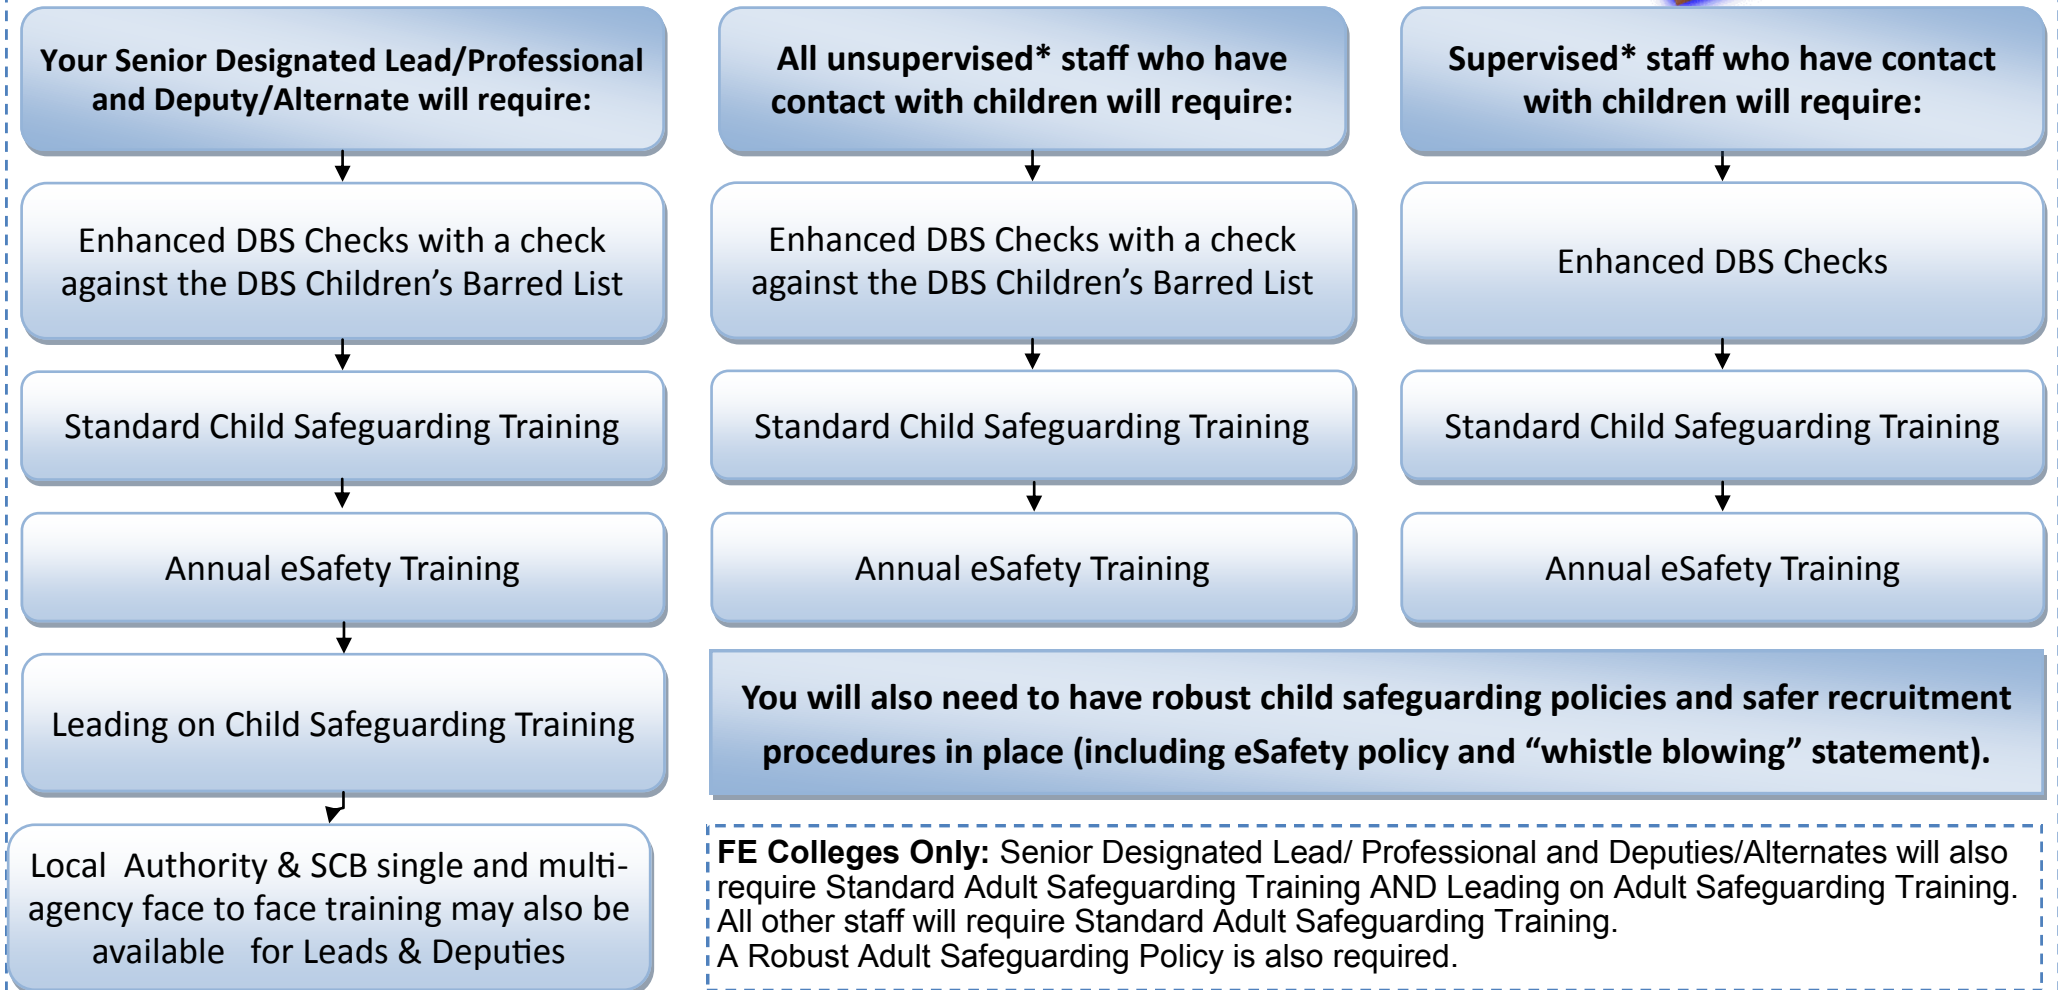 Your Senior Designated Lead/Professional
and Deputy/Alternate will require:
Enhanced DBS Checks with a check
against the DBS Children’s Barred List
Standard Child Safeguarding Training
Annual eSafety Training
Leading on Child Safeguarding Training
Local Authority & SCB single and multi-
agency face to face training may also be
available for Leads & Deputies
All unsupervised* staff who have
contact with children will require:
Enhanced DBS Checks with a check
against the DBS Children’s Barred List
Standard Child Safeguarding Training
Annual eSafety Training
Supervised* staff who have contact
with children will require:
Enhanced DBS Checks
Standard Child Safeguarding Training
Annual eSafety Training
You will also need to have robust child safeguarding policies and safer recruitment
procedures in place (including eSafety policy and “whistle blowing” statement).
FE Colleges Only: Senior Designated Lead/ Professional and Deputies/Alternates will also
require Standard Adult Safeguarding Training AND Leading on Adult Safeguarding Training.
All other staff will require Standard Adult Safeguarding Training.
A Robust Adult Safeguarding Policy is also required.